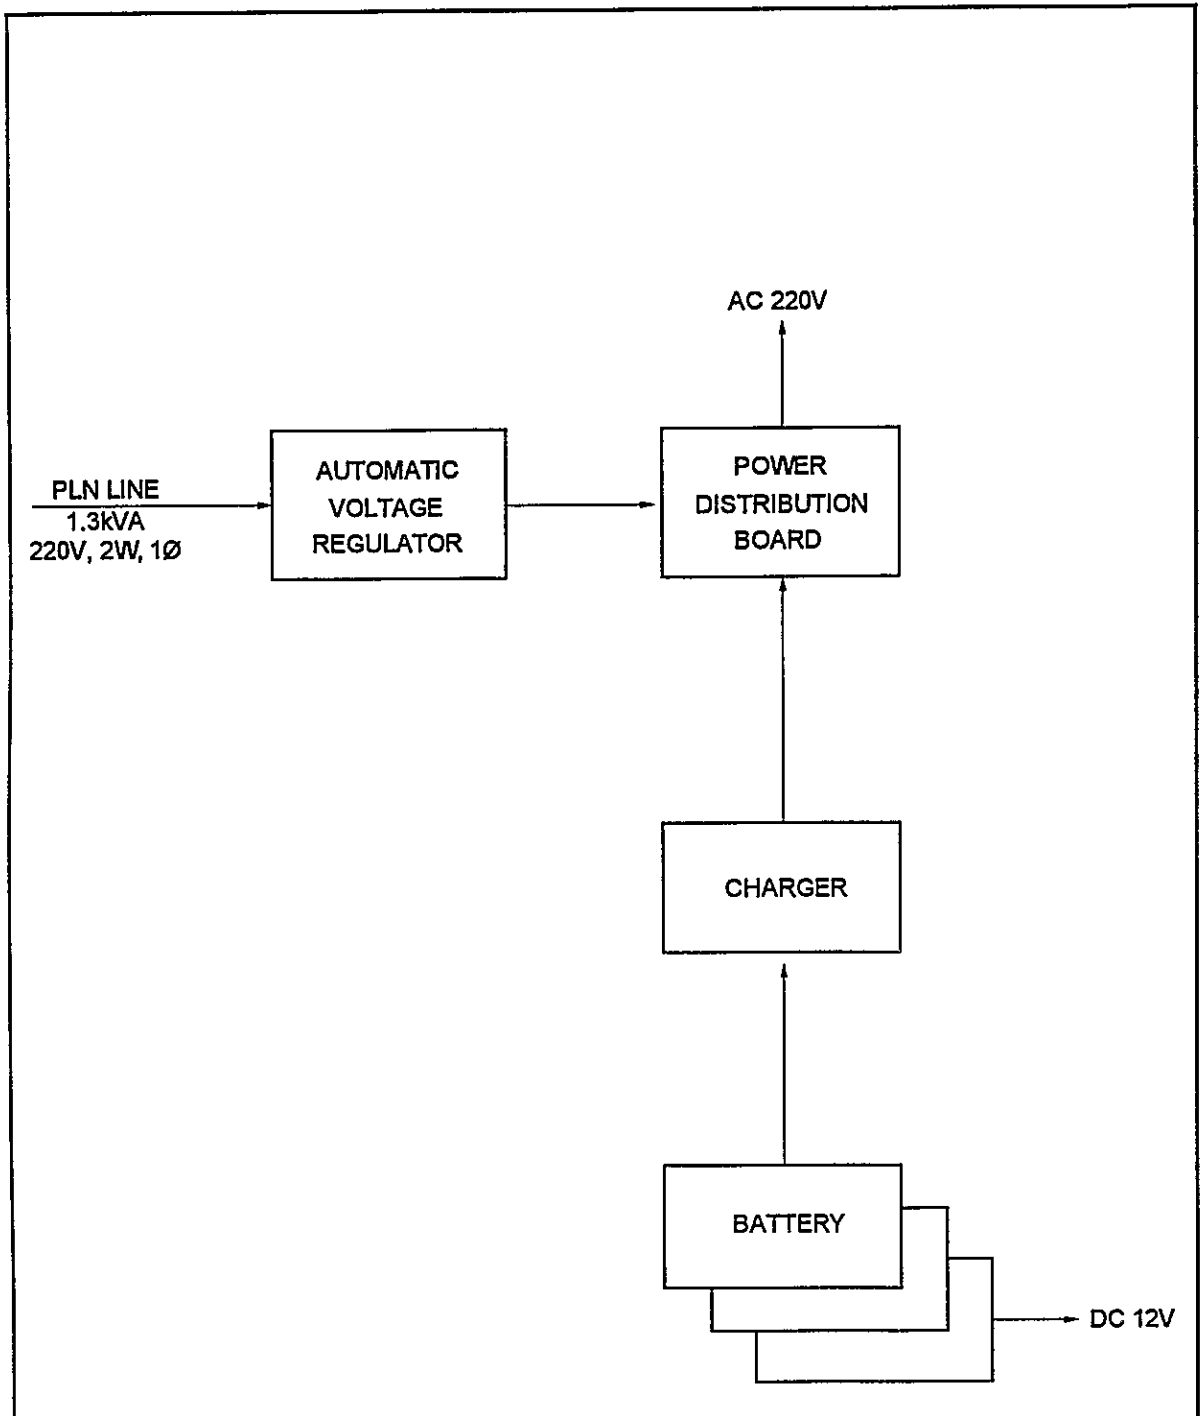 AC 220V
PLN LINE
1.3kVA
220V, 2W, 1Ø
AUTOMATIC
VOLTAGE
REGULATOR
POWER
DISTRIBUTION
BOARD
CHARGER
BATTERY
DC 12V